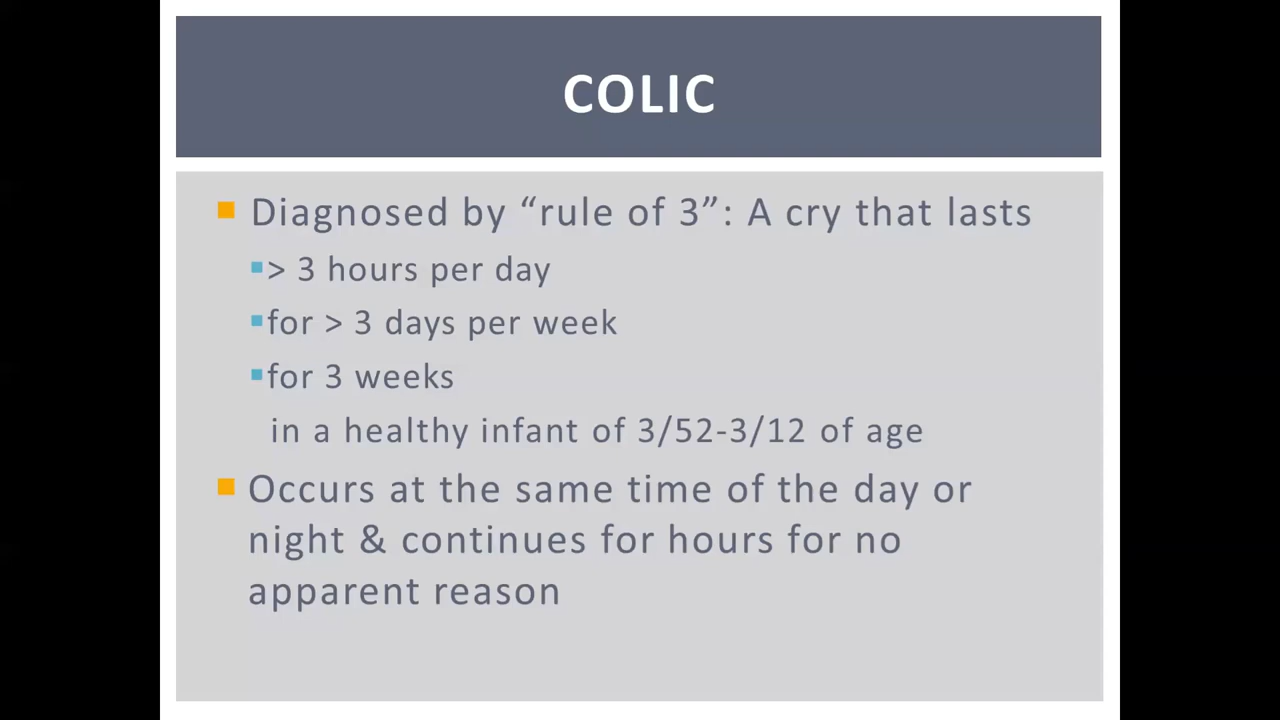 COLIC
Diagnosed by “rule of 3”: A cry that lasts
> 3 hours per day
for > 3 days per week
for 3 weeks
in a healthy infant of 3/52-3/12 of age
Occurs at the same time of the day or
night & continues for hours for no
apparent reason